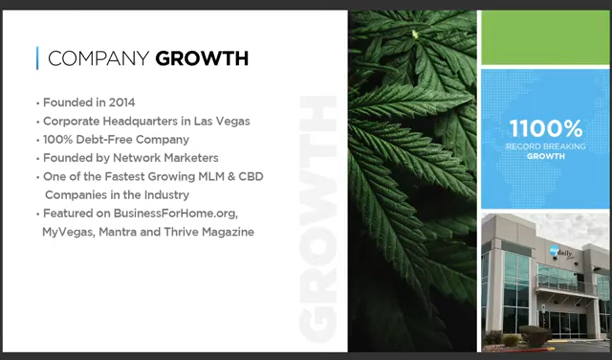 COMPANY GROWTH
• Founded in 2014
• Corporate Headquarters in Las Vegas
• 100% Debt-Free Company
• Founded by Network Marketers
• One of the Fastest Growing MLM & CBD
Companies in the Industry
• Featured on BusinessForHome.org,
MyVegas, Mantra and Thrive Magazine
GROWTH
1100%
RECORD BREAKING
GROWTH
daily